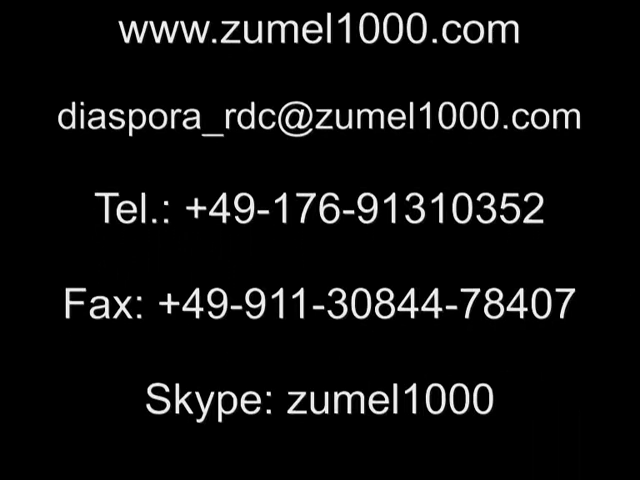 www.zumel1000.com
diaspora_rdc@zumel1000.com
Tel.: +49-176-91310352
Fax: +49-911-30844-78407
Skype: zumel1000